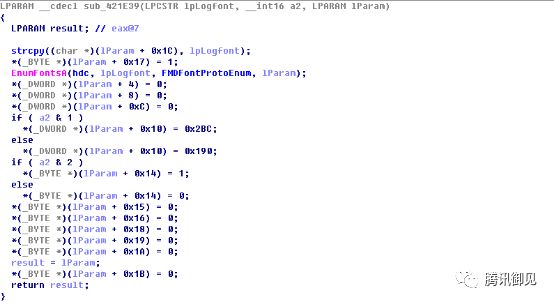 LPARAM __cdecl sub_421E39(LPCSTR lpLogfont, __int16 a2, LPARAM lParam)
{
LPARAM result; // eax@7
strcpy((char *)(lParam + 0x1C), lpLogfont);
*(_BYTE *)(lParam + 0x17) = 1;
EnumFontsA(hdc, lpLogfont, FMDFontProtoEnum, lParam);
*(_DWORD *)(lParam + 4) = 0;
*(_DWORD *)(lParam + 8) = 0;
*(_DWORD *)(lParam + 0xC) = 0;
if ( a2 & 1 )
*(_DWORD *)(lParam + 0x10) = 0x2BC;
else
*(_DWORD *)(lParam + 0x10) = 0x190;
if ( a2 & 2 )
*(_BYTE *)(lParam + 0x14) = 1;
else
*(_BYTE *)(lParam + 0x14) = 0;
*(_BYTE *)(lParam + 0x15) = 0;
*(_BYTE *)(lParam + 0x16) = 0;
*(_BYTE *)(lParam + 0x18) = 0;
*(_BYTE *)(lParam + 0x19) = 0;
*(_BYTE *)(lParam + 0x1A) = 0;
result = lParam;
*(_BYTE *)(lParam + 0x1B) = 0;
return result;
}
腾讯御见